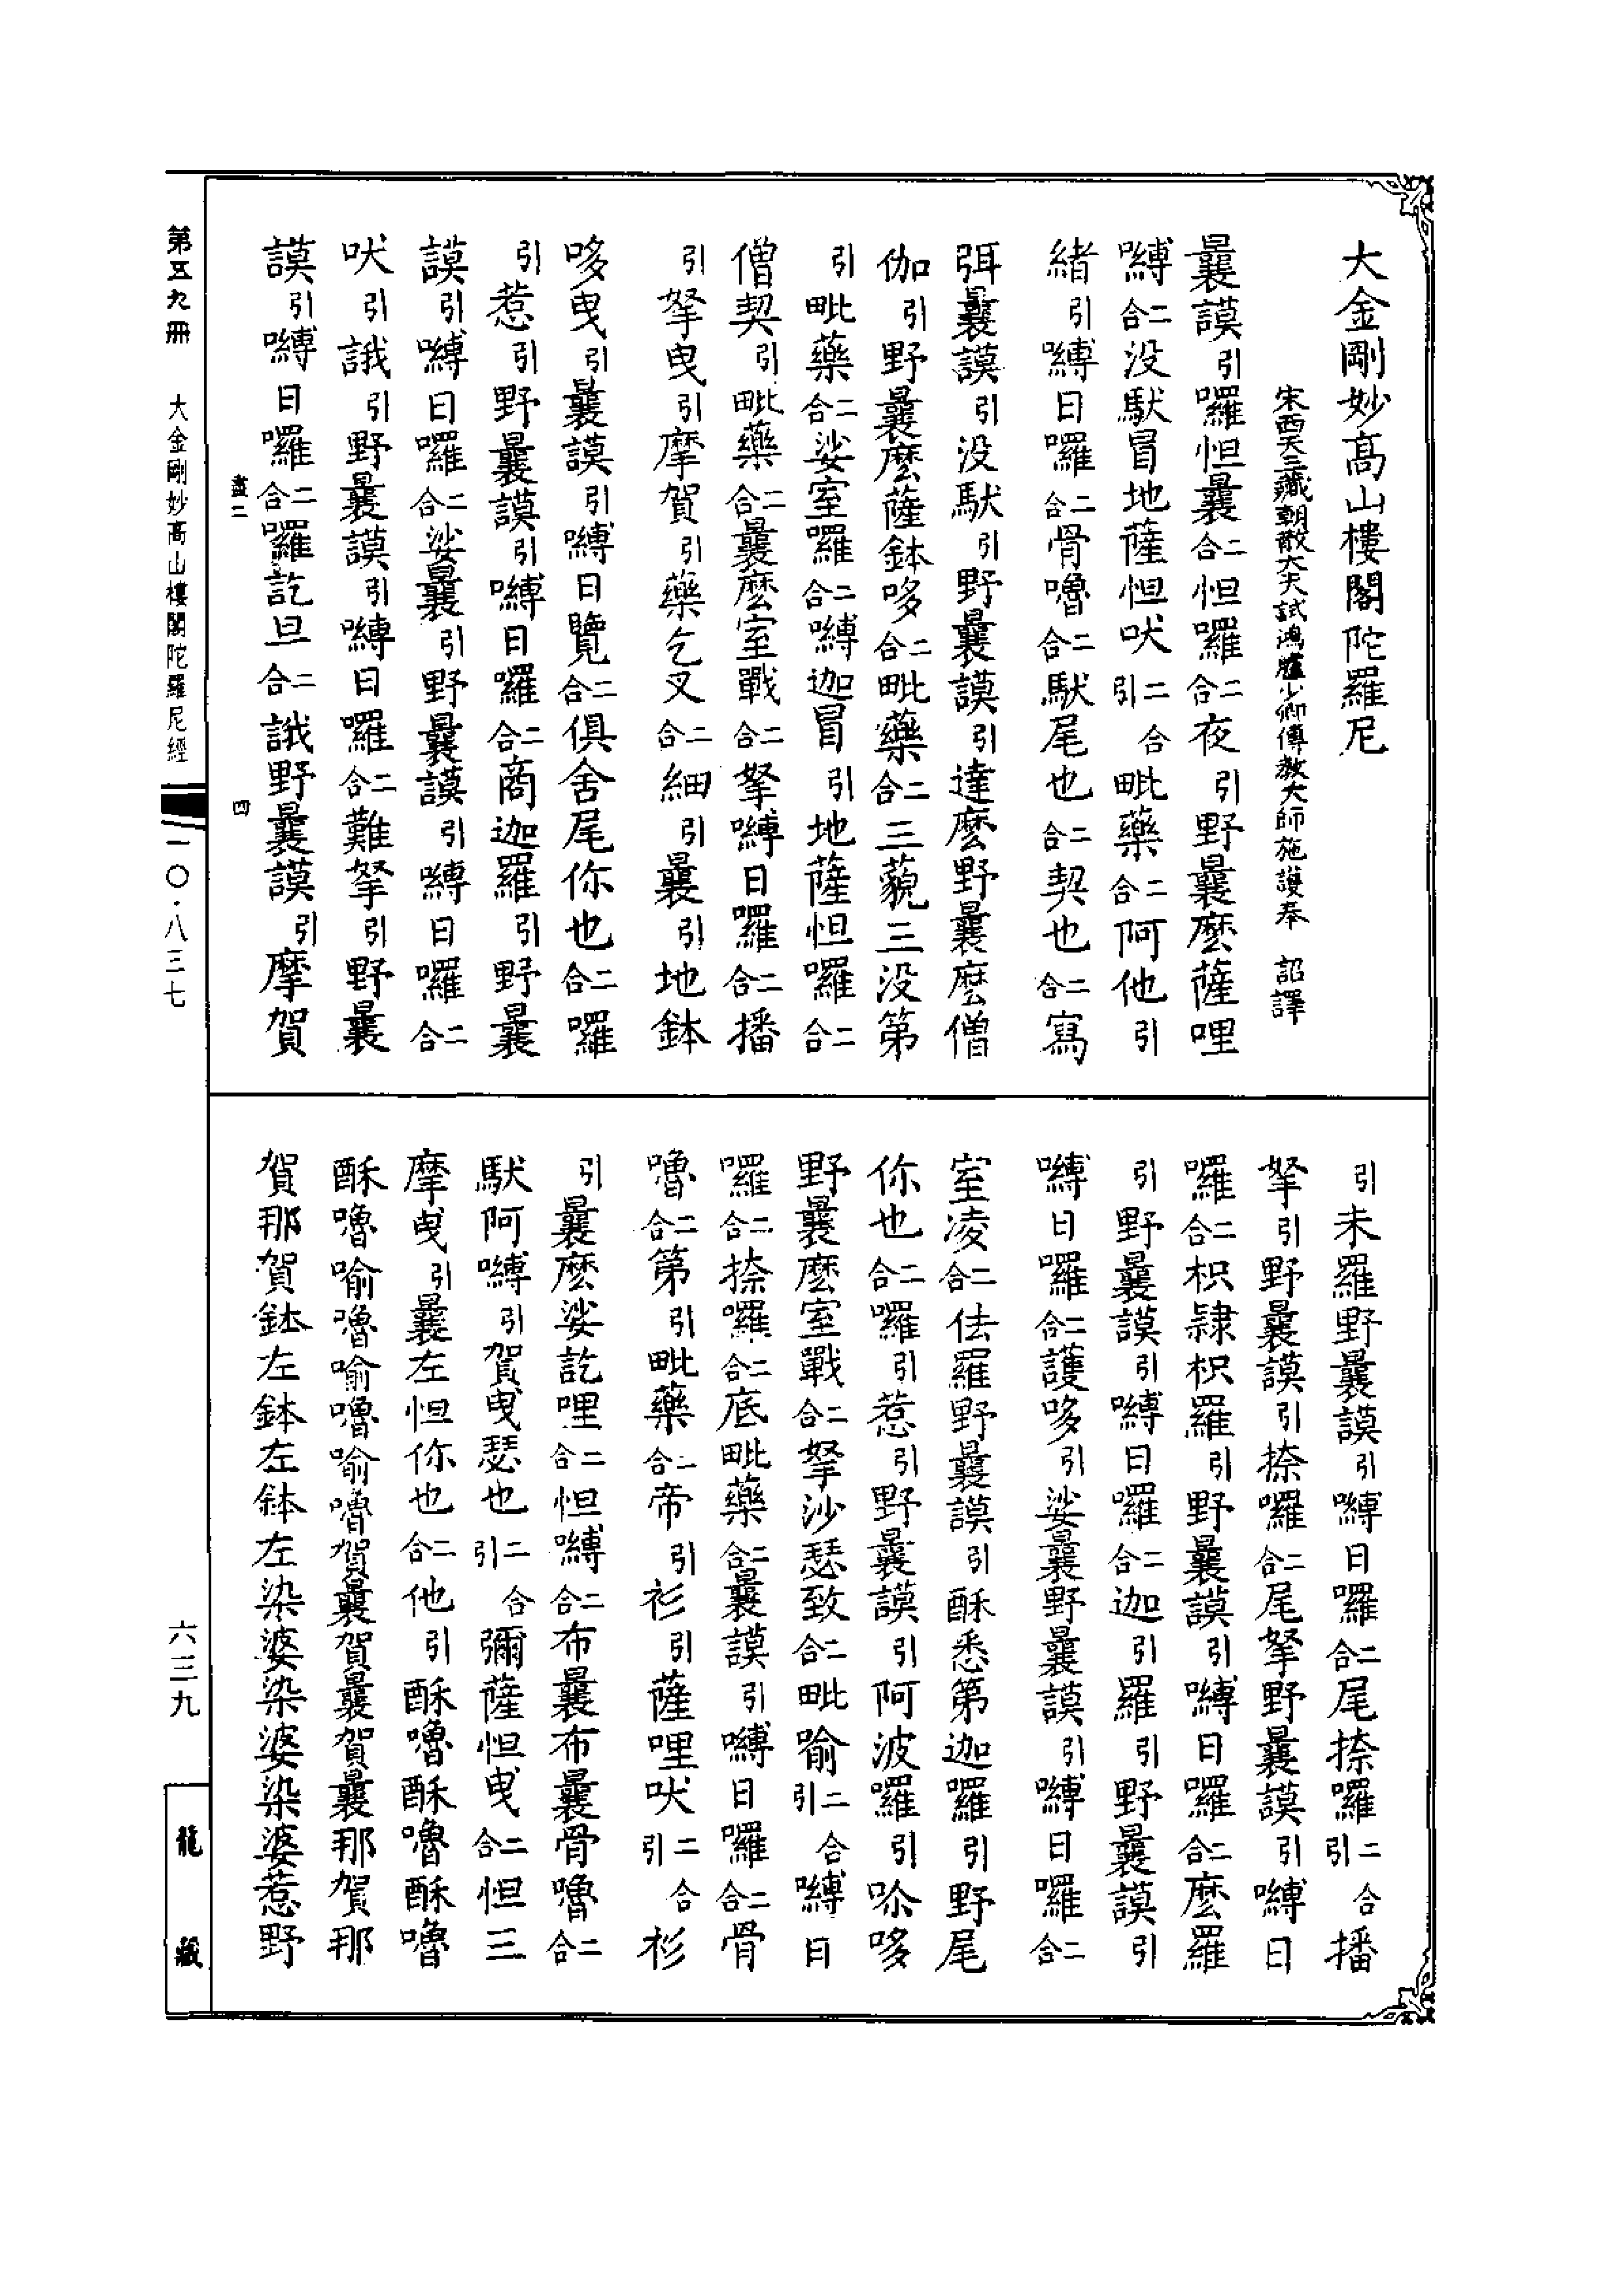 大金剛妙高山樓閣陀羅尼
宋西天三藏朝散大夫試鴻臚少卿傳教大師施護奉 詔譯
曩謨引囉怛曩二合怛囉二合夜引野曩麽薩哩
嚩二合没馱冒地薩怛吠二合引毗藥二合阿他引
緒引嚩日囉二合骨嚕二合馱尾也二合契也二合寫
弭曩謨引没馱引野曩謨引達麽野曩麽僧
伽引野曩麽薩鉢哆二合毗藥二合三藐三没第
引毗藥二合娑室囉二合嚩迦冒引地薩怛囉二合
僧契引毗藥二合曩麽室戰二合拏嚩日囉二合播
引拏曳引摩賀引藥乞叉二合細引曩引地鉢
哆曳引曩謨引嚩日覽二合俱舍尾你也二合囉
引惹引野曩謨引嚩日囉二合商迦羅引野曩
謨引嚩日囉二合娑曩引野曩謨引嚩日囉二合
吠引誐引野曩謨引嚩日囉二合難拏引野曩
謨引嚩日囉二合囉訖旦二合誐野曩謨引摩賀
引未羅野曩謨引嚩日囉二合尾捺囉二合引播
拏引野曩謨引捺囉二合尾拏野曩謨引嚩日
囉二合枳隸枳羅引野曩謨引嚩日囉二合麽羅
引野曩謨引嚩日囉二合迦引羅引野曩謨引
嚩日囉二合護哆引娑曩野曩謨引嚩日囉二合
室凌二合佉羅野曩謨引酥悉第迦羅引野尾
你也二合囉引惹引野曩謨引阿波羅引尒哆
野曩麽室戰二合拏沙瑟致二合毗喻二合引嚩日
囉二合捺囉二合底毗藥二合曩謨引嚩日囉二合骨
嚕二合第引毗藥二合帝引衫引薩哩吠二合引衫
引曩麽娑訖哩二合怛嚩二合布曩布曩骨嚕二合
馱阿嚩引賀曳瑟也二合引彌薩怛曳二合怛三
摩曳引曩左怛你也二合他引酥嚕酥嚕酥嚕
酥嚕喻嚕喻嚕喻嚕賀曩賀曩賀曩那賀那
賀那賀鉢左鉢左鉢左染婆染婆染婆惹野
第五九冊 大金剛妙高山樓閣陀羅尼經 一〇·八三七
盡二 四
六三九
龍藏